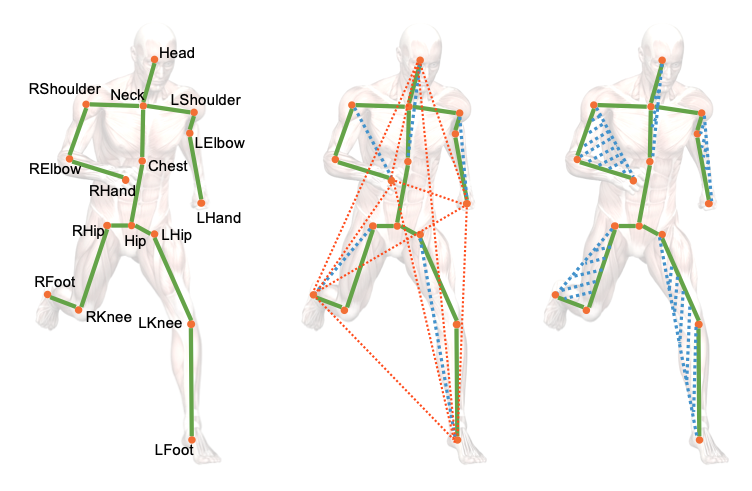 Head
RShoulder
Neck
LShoulder
LElbow
RElbow
Chest
RHand
LHand
RHip
Hip
LHip
RFoot
RKnee
LKnee
LFoot